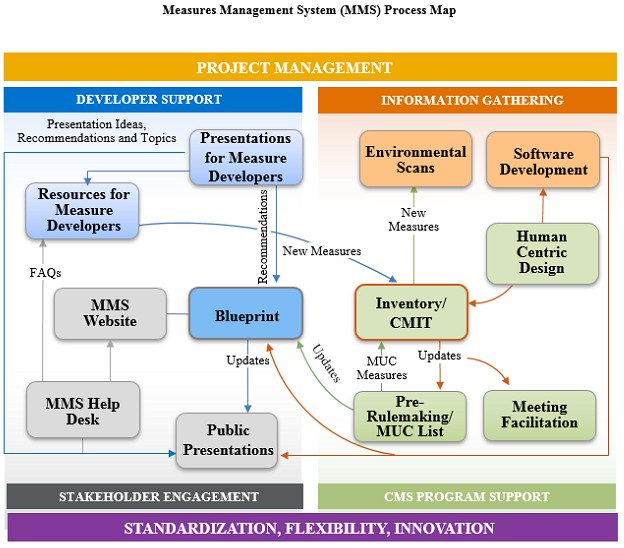 Measures Management System (MMS) Process Map
PROJECT MANAGEMENT
DEVELOPER SUPPORT
INFORMATION GATHERING
Presentation Ideas,
Recommendations and Topics
Presentations
for Measure
Developers
Environmental
Scans
Software
Development
Resources for
Measure
Developers
Recommendations
New
Measures
New Measures
Human
Centric
Design
FAQs
MMS
Website
Blueprint
Inventory/
CMIT
Updates
Updates
MUC
Measures
Updates
MMS Help
Desk
Public
Presentations
Pre-
Rulemaking/
MUC List
Meeting
Facilitation
STAKEHOLDER ENGAGEMENT
CMS PROGRAM SUPPORT
STANDARDIZATION, FLEXIBILITY, INNOVATION